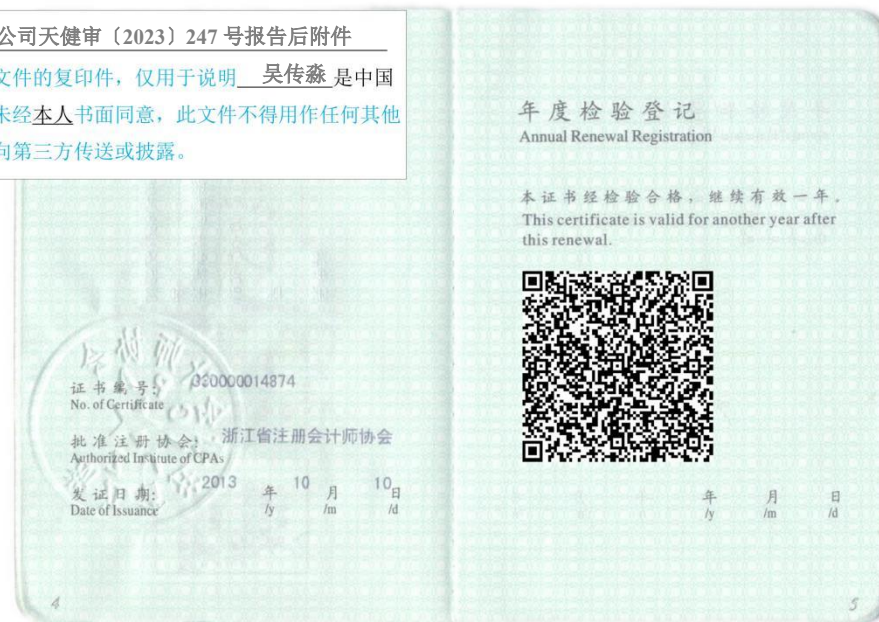 公司天健审〔2023〕247 号报告后附件
文件的复印件，仅用于说明 吴传淼 是中国
未经本人书面同意，此文件不得用作任何其他
向第三方传送或披露。
证书编号：
330000014874
No. of Certificate
批准注册协会：
浙江省注册会计师协会
Authorized Institute of CPAs
发证日期：
2013 年 10 月 10 日
Date of Issuance /y /m /d
4
年度检验登记
Annual Renewal Registration
本证书经检验合格，继续有效一年。
This certificate is valid for another year after
this renewal.
年 月 日
/y /m /d
5